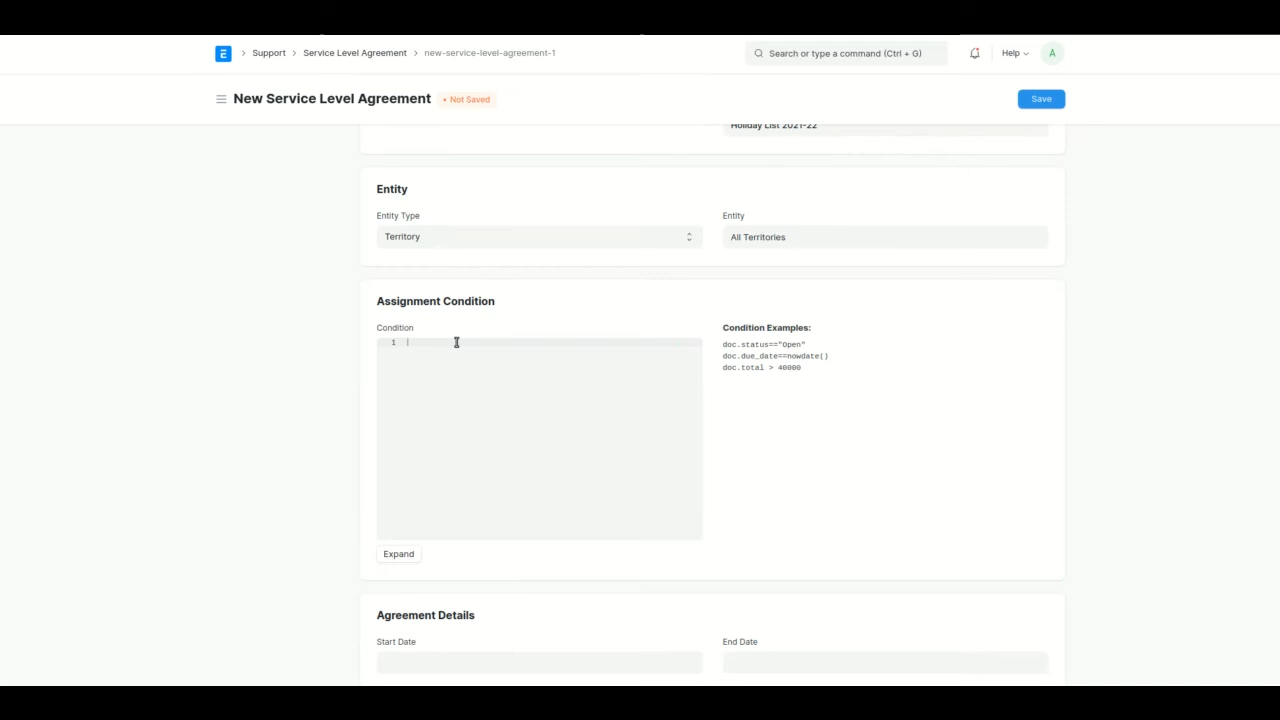 E > Support > Service Level Agreement > new-service-level-agreement-1
Search or type a command (Ctrl + G)
Help
A
New Service Level Agreement
• Not Saved
Save
Holiday List 2021-22
Entity
Entity Type
Entity
Territory
All Territories
Assignment Condition
Condition
Condition Examples:
1
doc.status=="Open"
doc.due_date==nowdate()
doc.total > 40000
Expand
Agreement Details
Start Date
End Date